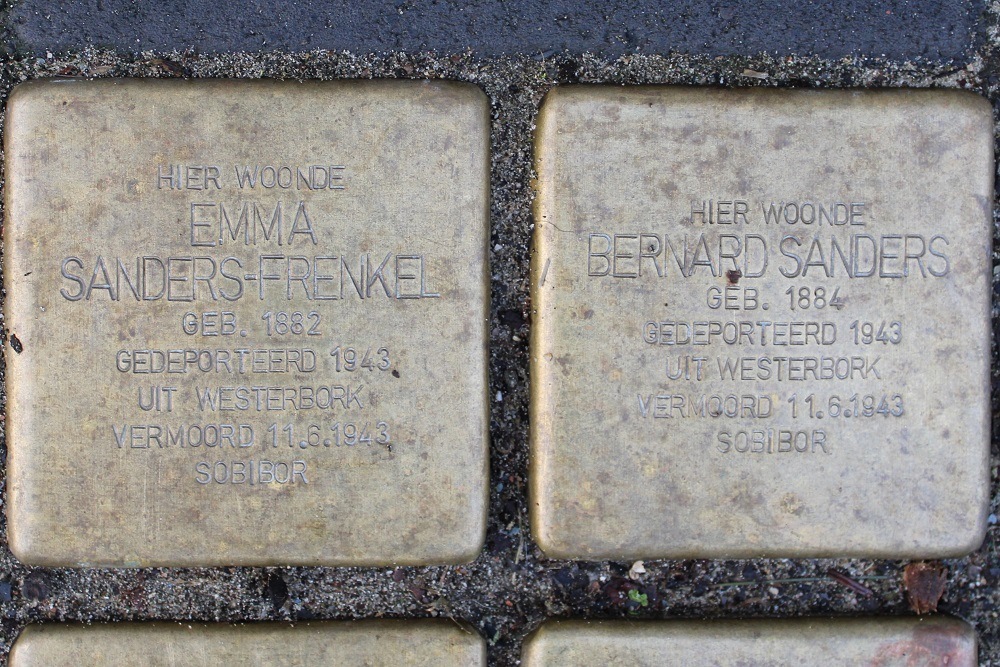 HIER WOONDE
EMMA
SANDERS-FRENKEL
GEB. 1882
GEDEPORTEERD 1943
UIT WESTERBORK
VERMOORD 11.6.1943
SOBIBOR
HIER WOONDE
BERNARD SANDERS
GEB. 1884
GEDEPORTEERD 1943
UIT WESTERBORK
VERMOORD 11.6.1943
SOBIBOR